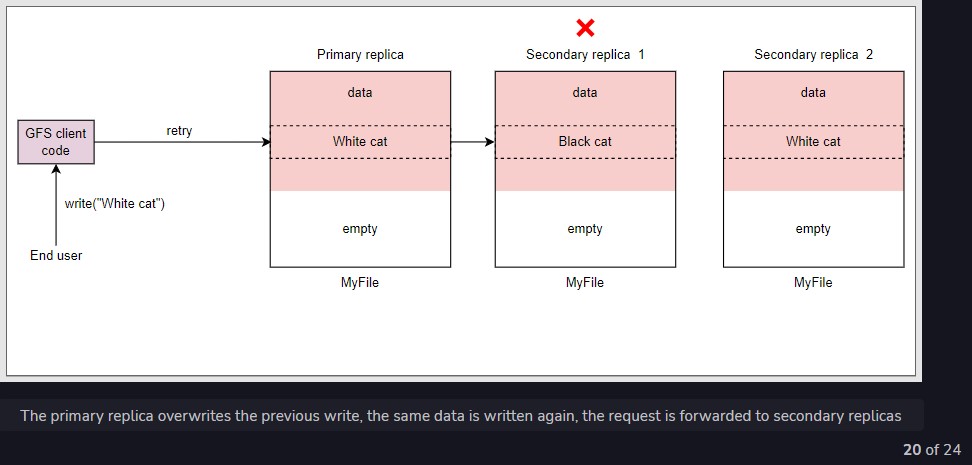 Primary replica
Secondary replica 1
Secondary replica 2
data
data
data
GFS client
code
retry
White cat
Black cat
White cat
write("White cat")
empty
empty
empty
End user
MyFile
MyFile
MyFile
The primary replica overwrites the previous write, the same data is written again, the request is forwarded to secondary replicas
20 of 24